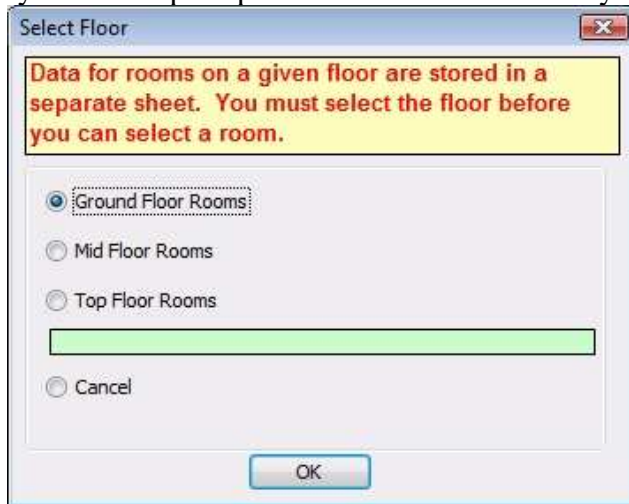 Select Floor
Data for rooms on a given floor are stored in a
separate sheet. You must select the floor before
you can select a room.
Ground Floor Rooms
Mid Floor Rooms
Top Floor Rooms
Cancel
OK